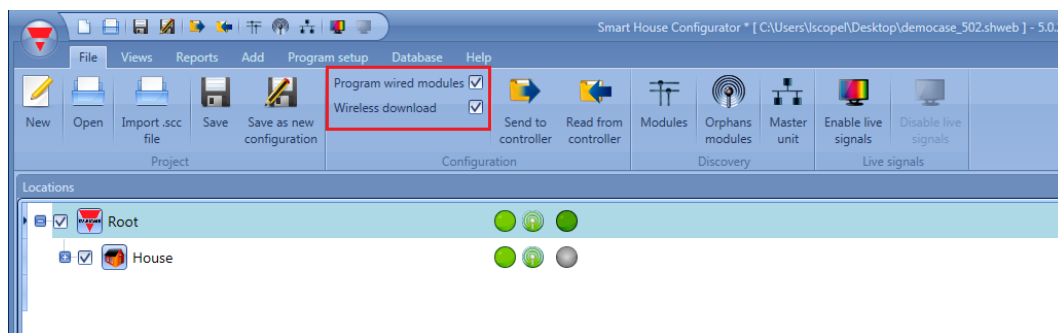 Smart House Configurator * [ C:\Users\lscopel\Desktop\democase_502.shweb ] - 5.0.
File Views Reports Add Program setup Database Help
Program wired modules
Wireless download
New Open Import .scc file Save Save as new configuration Send to controller Read from controller Modules Orphans modules Master unit Enable live signals Disable live signals
Project Configuration Discovery Live signals
Locations
Root
House